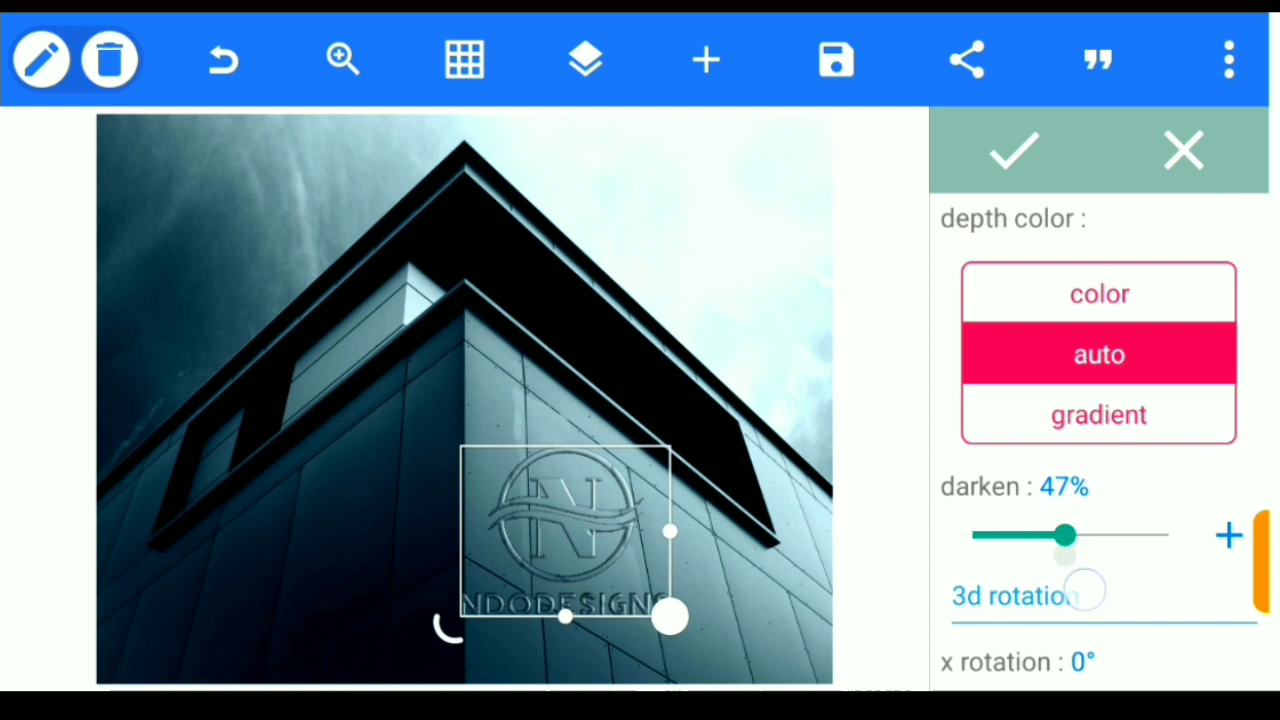 depth color :
color
auto
gradient
darken : 47%
3d rotation
x rotation : 0°
N
NDODESIGNS